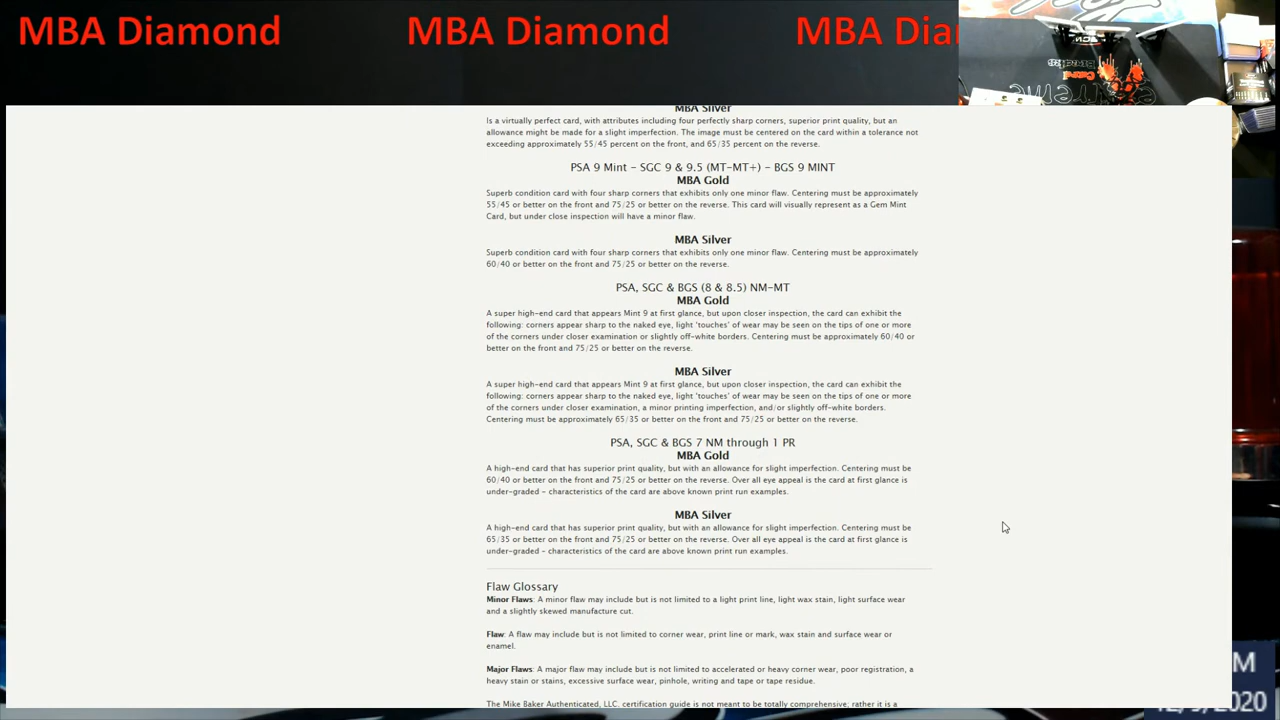 MBA Diamond MBA Diamond MBA Dia
MBA Silver
Is a virtually perfect card, with attributes including four perfectly sharp corners, superior print quality, but an
allowance might be made for a slight imperfection. The image must be centered on the card within a tolerance not
exceeding approximately 55/45 percent on the front, and 65/35 percent on the reverse.
PSA 9 Mint - SGC 9 & 9.5 (MT-MT+) - BGS 9 MINT
MBA Gold
Superb condition card with four sharp corners that exhibits only one minor flaw. Centering must be approximately
55/45 or better on the front and 75/25 or better on the reverse. This card will visually represent as a Gem Mint
Card, but under close inspection will have a minor flaw.
MBA Silver
Superb condition card with four sharp corners that exhibits only one minor flaw. Centering must be approximately
60/40 or better on the front and 75/25 or better on the reverse.
PSA, SGC & BGS (8 & 8.5) NM-MT
MBA Gold
A super high-end card that appears Mint 9 at first glance, but upon closer inspection, the card can exhibit the
following: corners appear sharp to the naked eye, light ‘touches’ of wear may be seen on the tips of one or more
of the corners under closer examination or slightly off-white borders. Centering must be approximately 60/40 or
better on the front and 75/25 or better on the reverse.
MBA Silver
A super high-end card that appears Mint 9 at first glance, but upon closer inspection, the card can exhibit the
following: corners appear sharp to the naked eye, light ‘touches’ of wear may be seen on the tips of one or more
of the corners under closer examination, a minor printing imperfection, and/or slightly off-white borders.
Centering must be approximately 65/35 or better on the front and 75/25 or better on the reverse.
PSA, SGC & BGS 7 NM through 1 PR
MBA Gold
A high-end card that has superior print quality, but with an allowance for slight imperfection. Centering must be
60/40 or better on the front and 75/25 or better on the reverse. Over all eye appeal is the card at first glance is
under-graded - characteristics of the card are above known print run examples.
MBA Silver
A high-end card that has superior print quality, but with an allowance for slight imperfection. Centering must be
65/35 or better on the front and 75/25 or better on the reverse. Over all eye appeal is the card at first glance is
under-graded - characteristics of the card are above known print run examples.
Flaw Glossary
Minor Flaws: A minor flaw may include but is not limited to a light print line, light wax stain, light surface wear
and a slightly skewed manufacture cut.
Flaw: A flaw may include but is not limited to corner wear, print line or mark, wax stain and surface wear or
enamel.
Major Flaws: A major flaw may include but is not limited to accelerated or heavy corner wear, poor registration, a
heavy stain or stains, excessive surface wear, pinhole, writing and tape or tape residue.
The Mike Baker Authenticated, LLC. certification guide is not meant to be totally comprehensive; rather it is a
M
2020